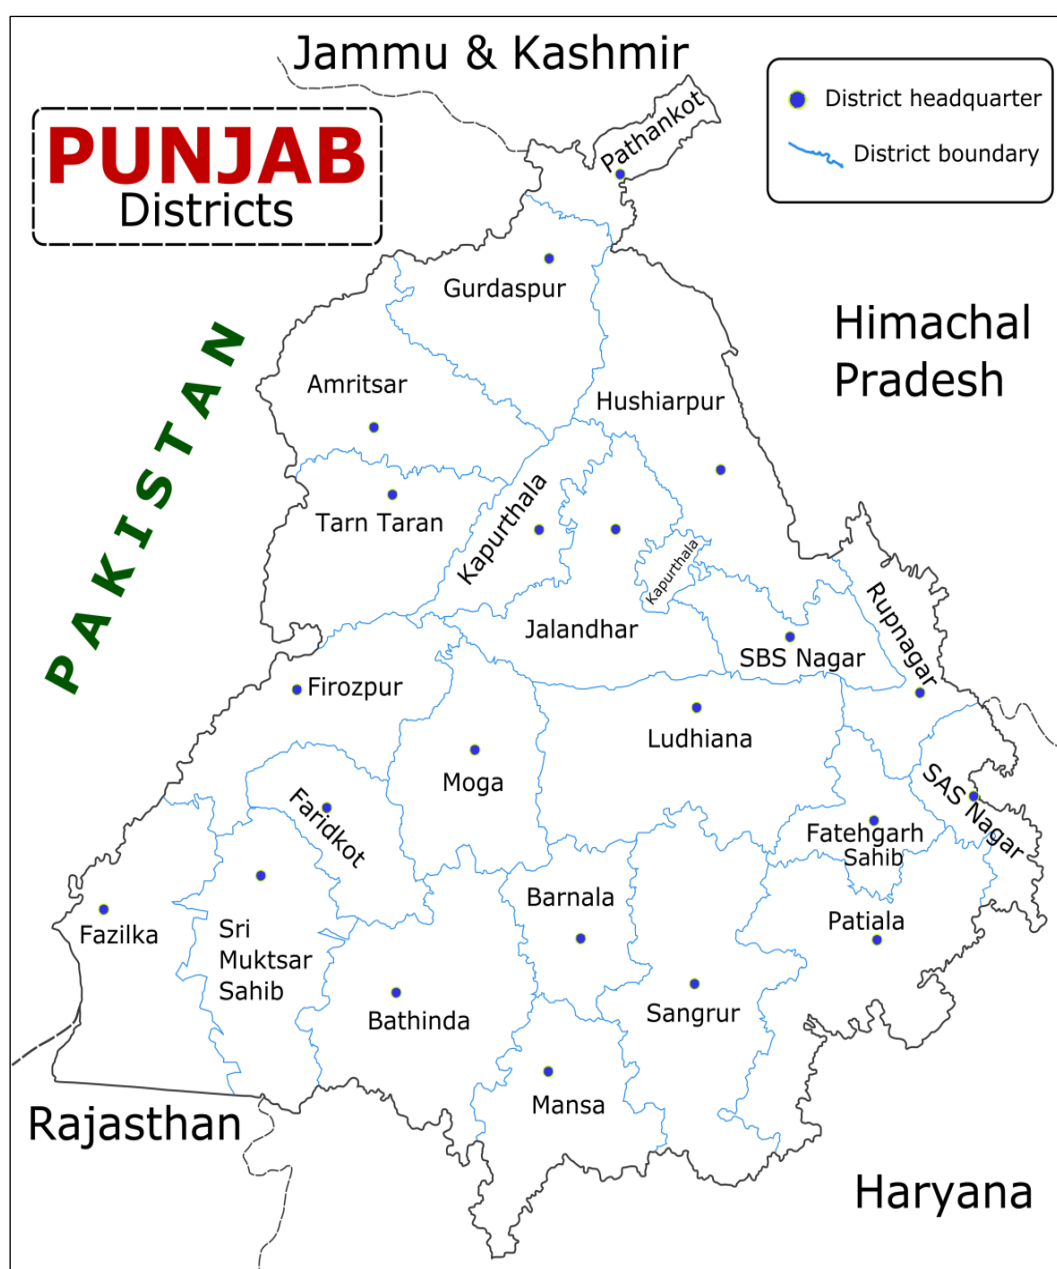 Jammu & Kashmir
District headquarter
District boundary
PUNJAB
Districts
Pathankot
Gurdaspur
Himachal
Pradesh
PAKISTAN
Amritsar
Hushiarpur
Tarn Taran
Kapurthala
Kapurthala
Jalandhar
SBS Nagar
Rupnagar
Firozpur
Ludhiana
Moga
Faridkot
SAS Nagar
Fatehgarh
Sahib
Barnala
Patiala
Fazilka
Sri
Muktsar
Sahib
Bathinda
Sangrur
Mansa
Rajasthan
Haryana